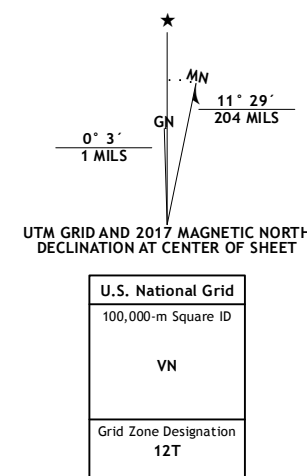 MN
GN
11° 29´
204 MILS
0° 3´
1 MILS
UTM GRID AND 2017 MAGNETIC NORTH
DECLINATION AT CENTER OF SHEET
U.S. National Grid
100,000-m Square ID
VN
Grid Zone Designation
12T